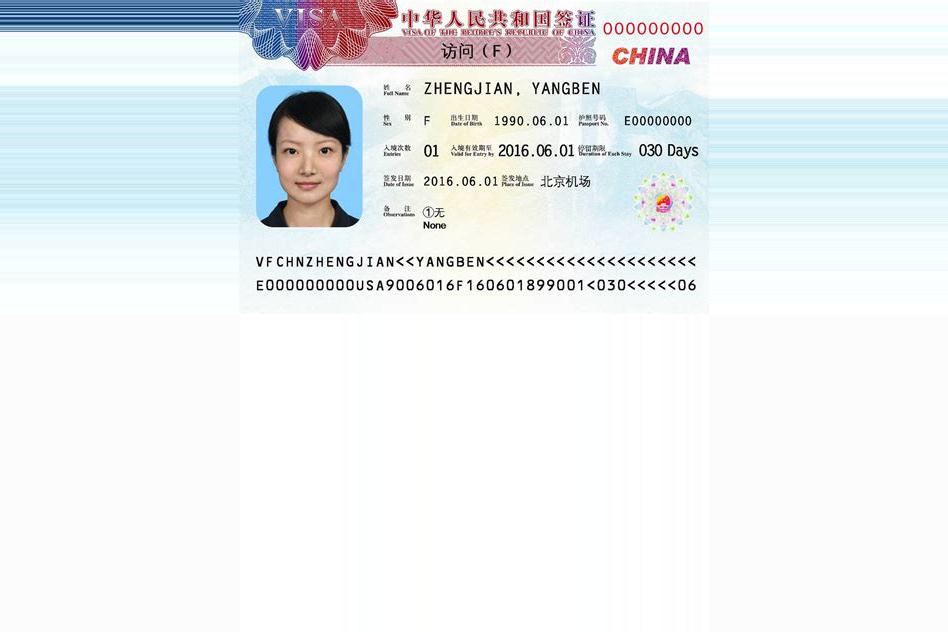 VISA 中华人民共和国签证 000000000
VISA OF THE PEOPLE'S REPUBLIC OF CHINA
访问（F） CHINA
姓 名 ZHENGJIAN, YANGBEN
Full Name
性 别 F 出生日期 1990.06.01 护照号码 E00000000
Sex Date of Birth Passport No.
入境次数 01 入境有效期至 2016.06.01 停留期限 030 Days
Entries Valid for Entry by Duration of Each Stay
签发日期 2016.06.01 签发地点 北京机场
Date of Issue Place of Issue
备 注 ①无
Observations None
VFCHNZHENGJIAN<<YANGBEN<<<<<<<<<<<<<<<<<<<<<
E000000000USA9006016F160601899001<030<<<<<06